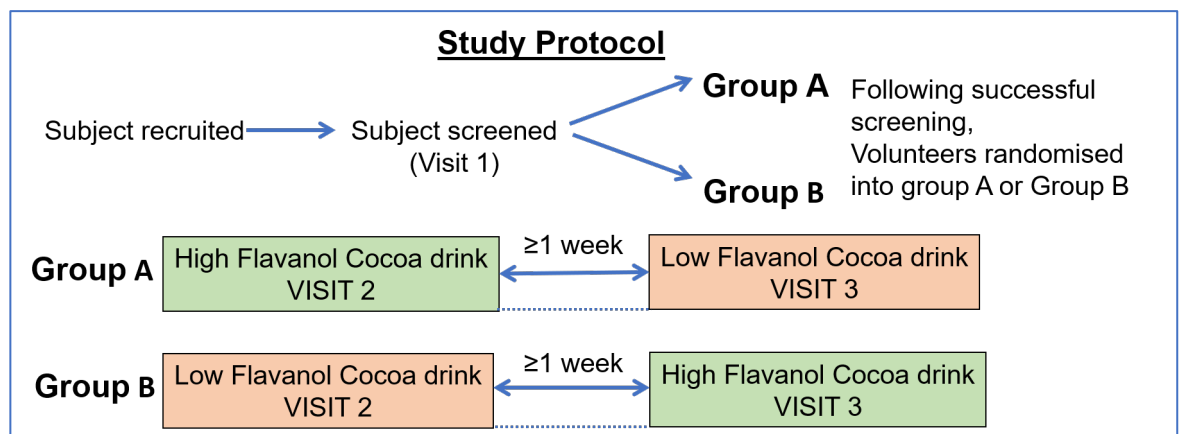 Study Protocol
Subject recruited
Subject screened
(Visit 1)
Group A
Group B
Following successful
screening,
Volunteers randomised
into group A or Group B
Group A
High Flavanol Cocoa drink
VISIT 2
≥1 week
Low Flavanol Cocoa drink
VISIT 3
Group B
Low Flavanol Cocoa drink
VISIT 2
≥1 week
High Flavanol Cocoa drink
VISIT 3